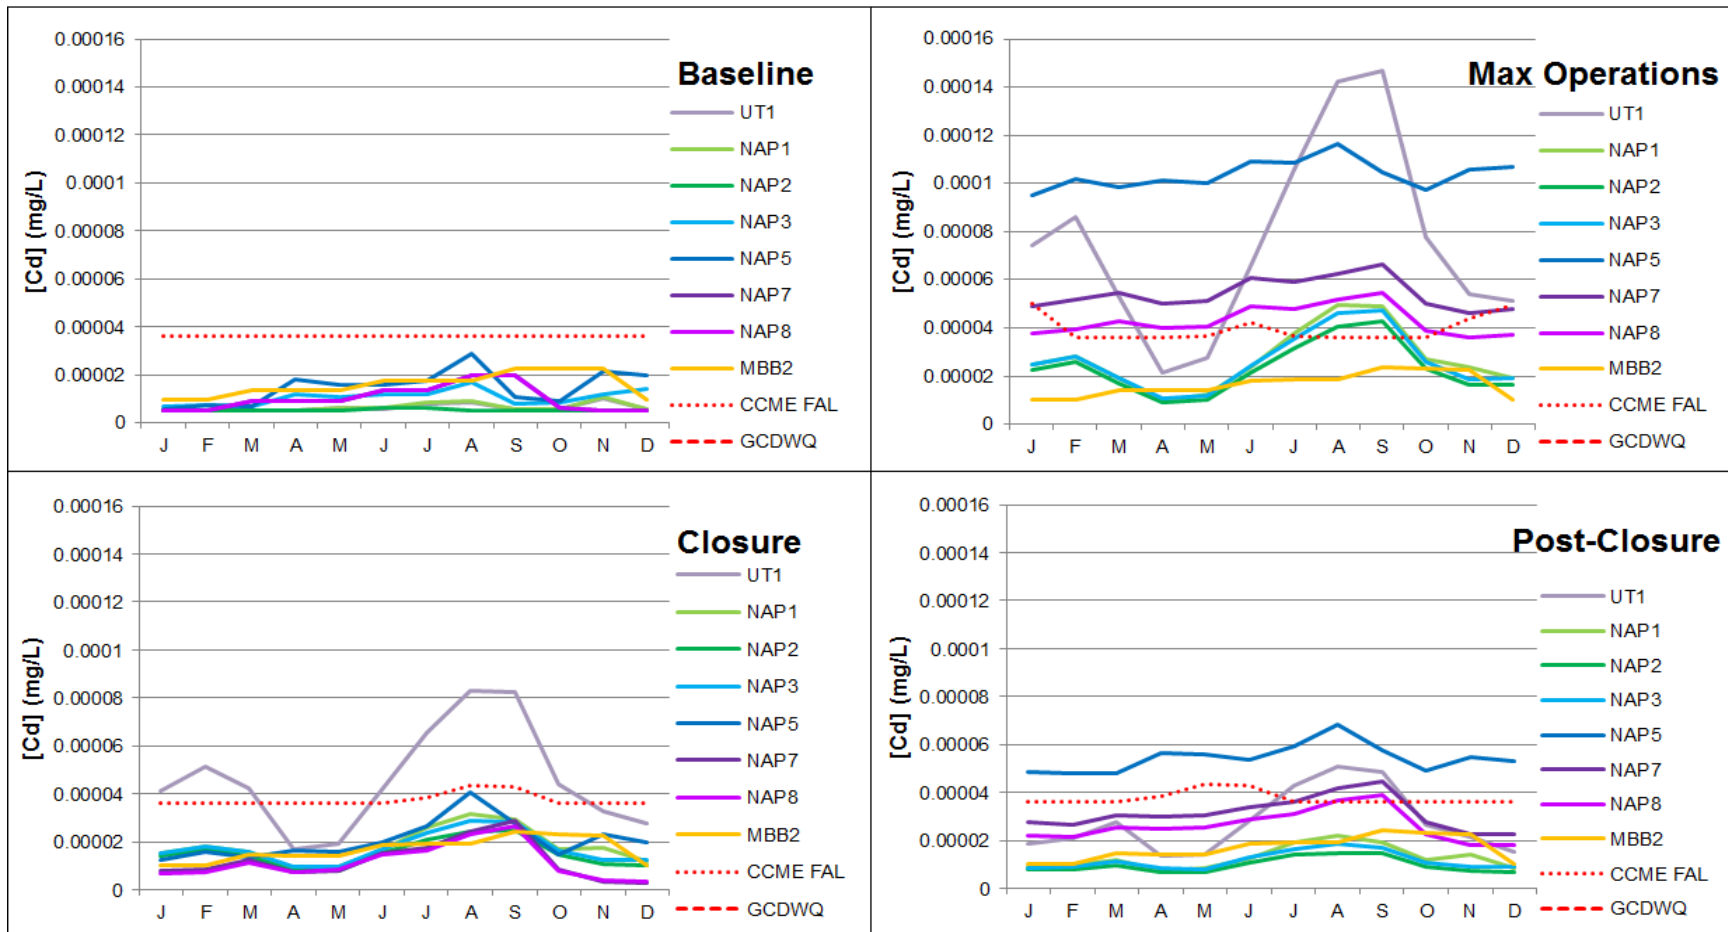 0.00016
Baseline
0.00014
0.00012
0.0001
0.00008
0.00006
0.00004
0.00002
0
[Cd] (mg/L)
J F M A M J J A S O N D
UT1
NAP1
NAP2
NAP3
NAP5
NAP7
NAP8
MBB2
CCME FAL
GCDWQ
0.00016
Max Operations
0.00014
0.00012
0.0001
0.00008
0.00006
0.00004
0.00002
0
[Cd] (mg/L)
J F M A M J J A S O N D
UT1
NAP1
NAP2
NAP3
NAP5
NAP7
NAP8
MBB2
CCME FAL
GCDWQ
0.00016
Closure
0.00014
0.00012
0.0001
0.00008
0.00006
0.00004
0.00002
0
[Cd] (mg/L)
J F M A M J J A S O N D
UT1
NAP1
NAP2
NAP3
NAP5
NAP7
NAP8
MBB2
CCME FAL
GCDWQ
0.00016
Post-Closure
0.00014
0.00012
0.0001
0.00008
0.00006
0.00004
0.00002
0
[Cd] (mg/L)
J F M A M J J A S O N D
UT1
NAP1
NAP2
NAP3
NAP5
NAP7
NAP8
MBB2
CCME FAL
GCDWQ